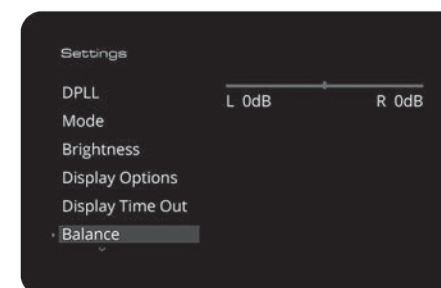 Settings
DPLL
L 0dB R 0dB
Mode
Brightness
Display Options
Display Time Out
Balance